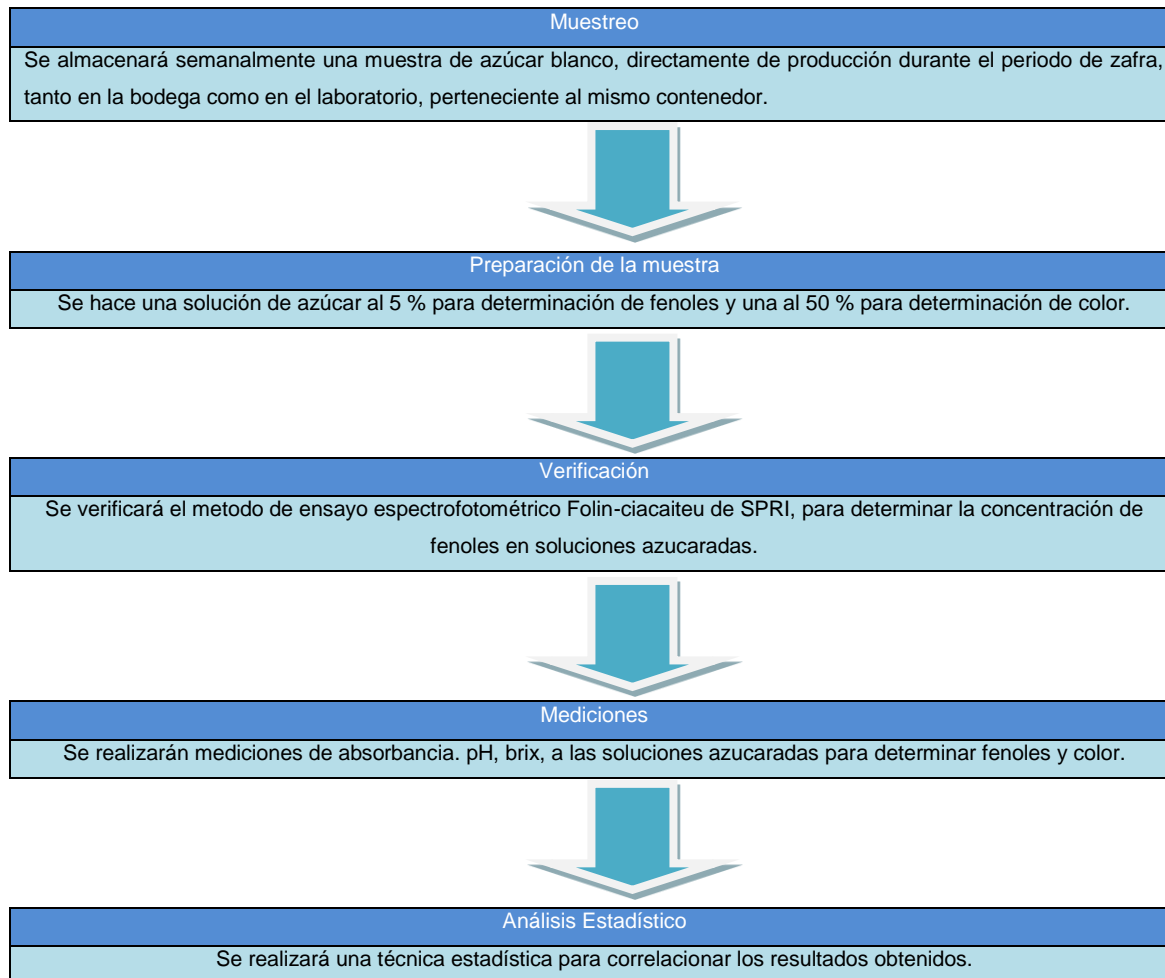 Muestreo
Se almacenará semanalmente una muestra de azúcar blanco, directamente de producción durante el periodo de zafra,
tanto en la bodega como en el laboratorio, perteneciente al mismo contenedor.
Preparación de la muestra
Se hace una solución de azúcar al 5 % para determinación de fenoles y una al 50 % para determinación de color.
Verificación
Se verificará el metodo de ensayo espectrofotométrico Folin-ciacaiteu de SPRI, para determinar la concentración de
fenoles en soluciones azucaradas.
Mediciones
Se realizarán mediciones de absorbancia. pH, brix, a las soluciones azucaradas para determinar fenoles y color.
Análisis Estadístico
Se realizará una técnica estadística para correlacionar los resultados obtenidos.